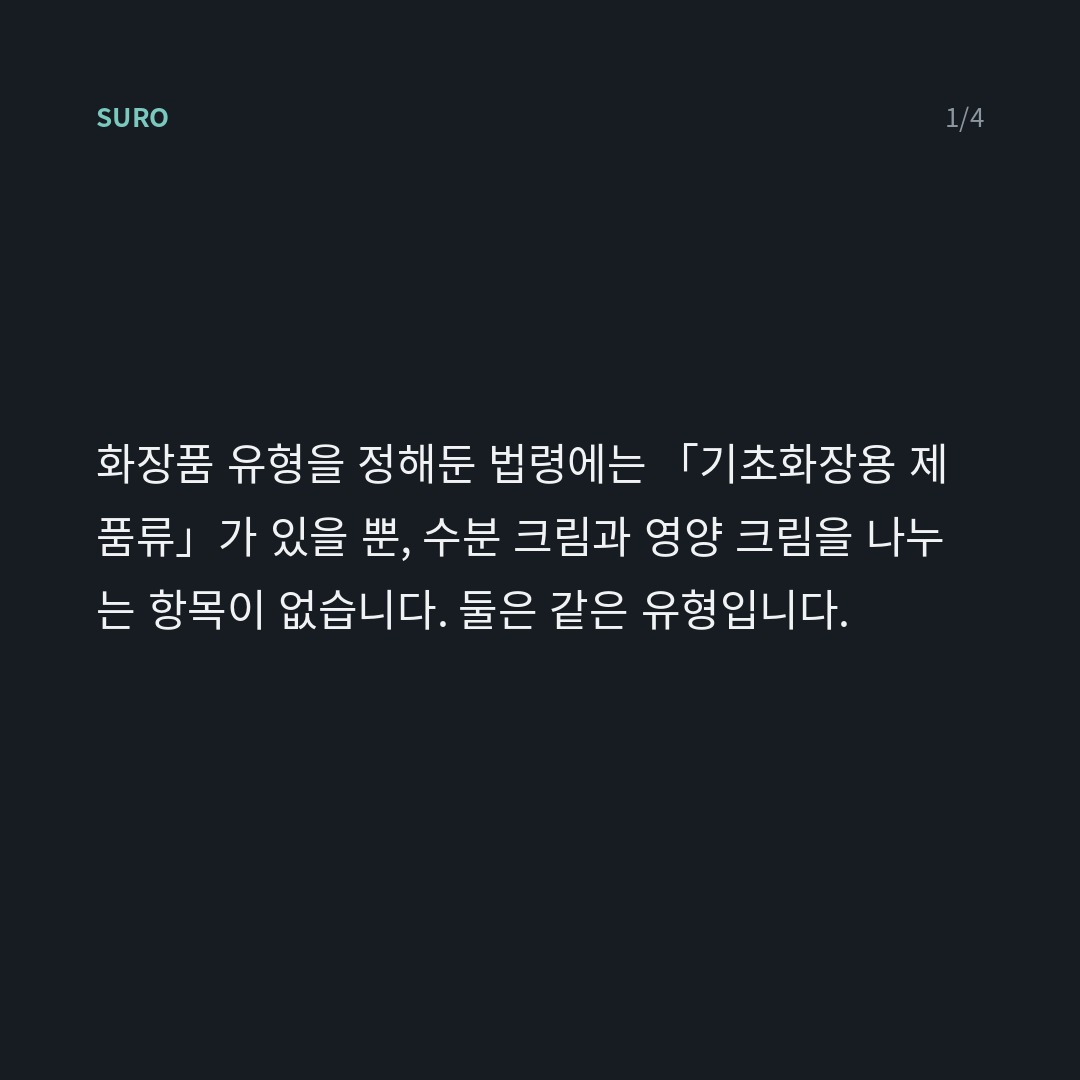 SURO
1/4
화장품 유형을 정해둔 법령에는 「기초화장용 제
품류」가 있을 뿐, 수분 크림과 영양 크림을 나누
는 항목이 없습니다. 둘은 같은 유형입니다.